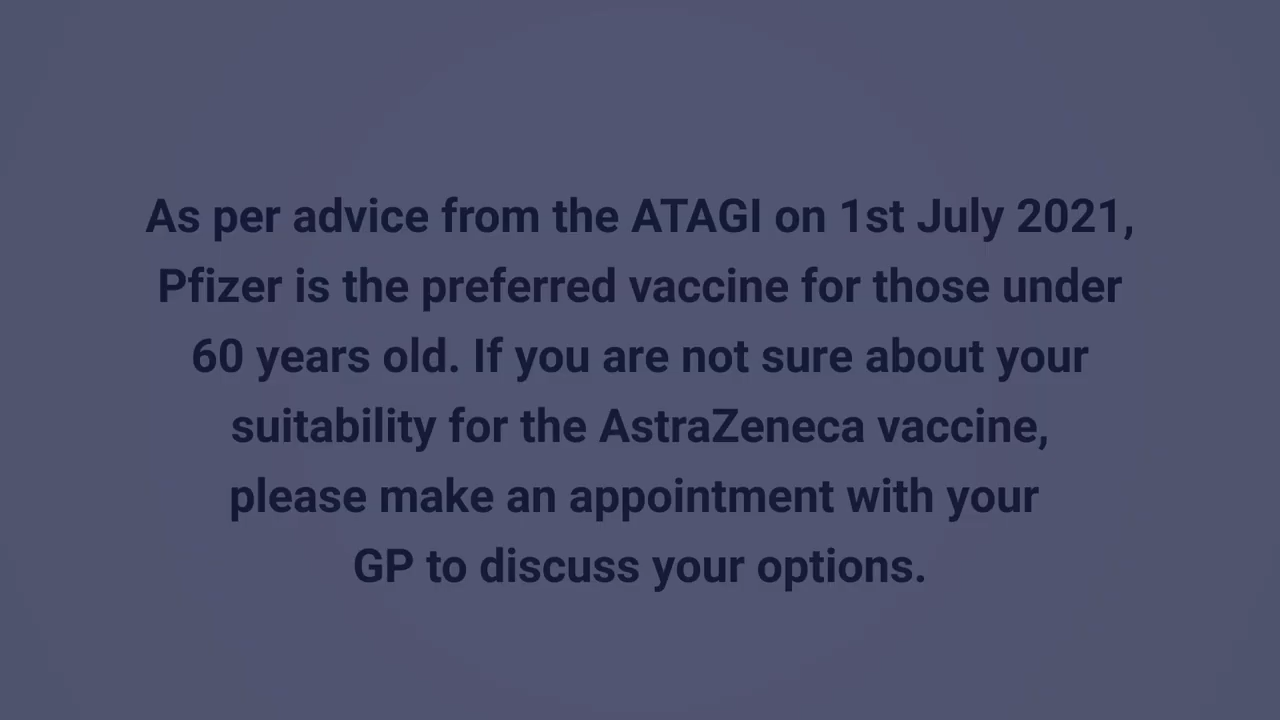 As per advice from the ATAGI on 1st July 2021,
Pfizer is the preferred vaccine for those under
60 years old. If you are not sure about your
suitability for the AstraZeneca vaccine,
please make an appointment with your
GP to discuss your options.